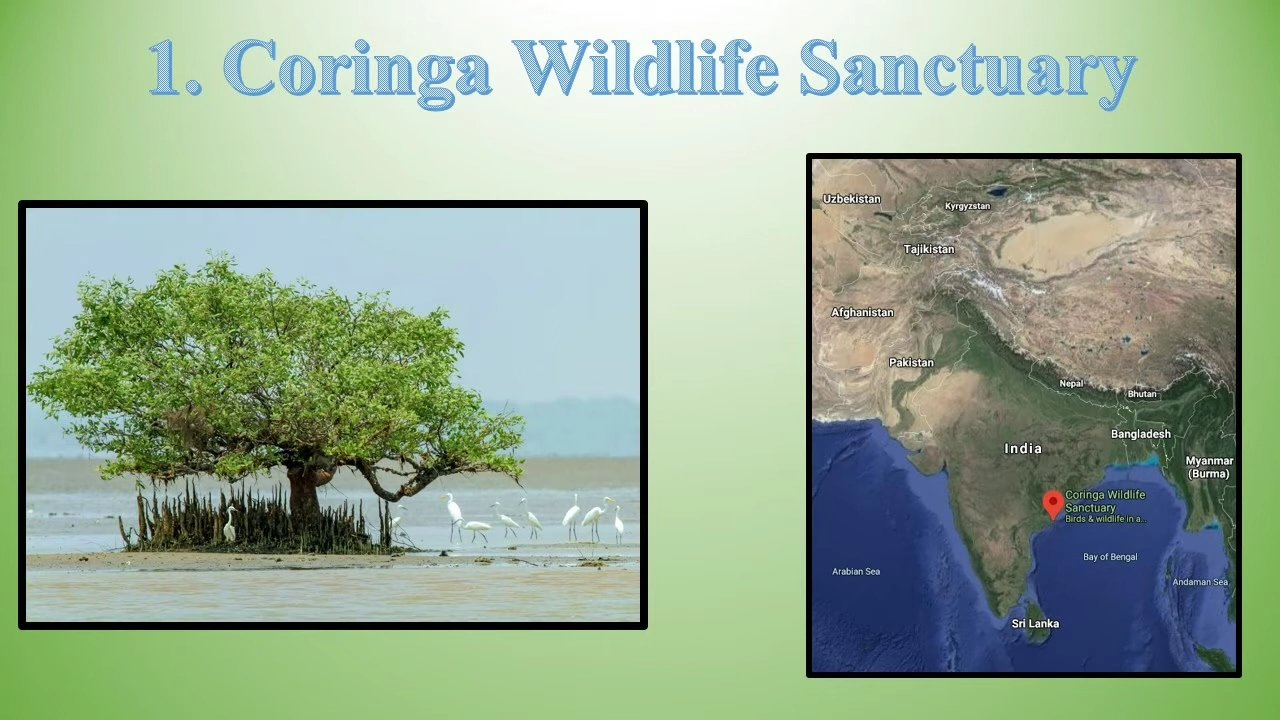 1. Coringa Wildlife Sanctuary
Uzbekistan
Kyrgyzstan
Tajikistan
Afghanistan
Pakistan
Nepal
Bhutan
Bangladesh
India
Myanmar
(Burma)
Coringa Wildlife
Sanctuary
Birds & wildlife in a...
Bay of Bengal
Arabian Sea
Andaman Sea
Sri Lanka